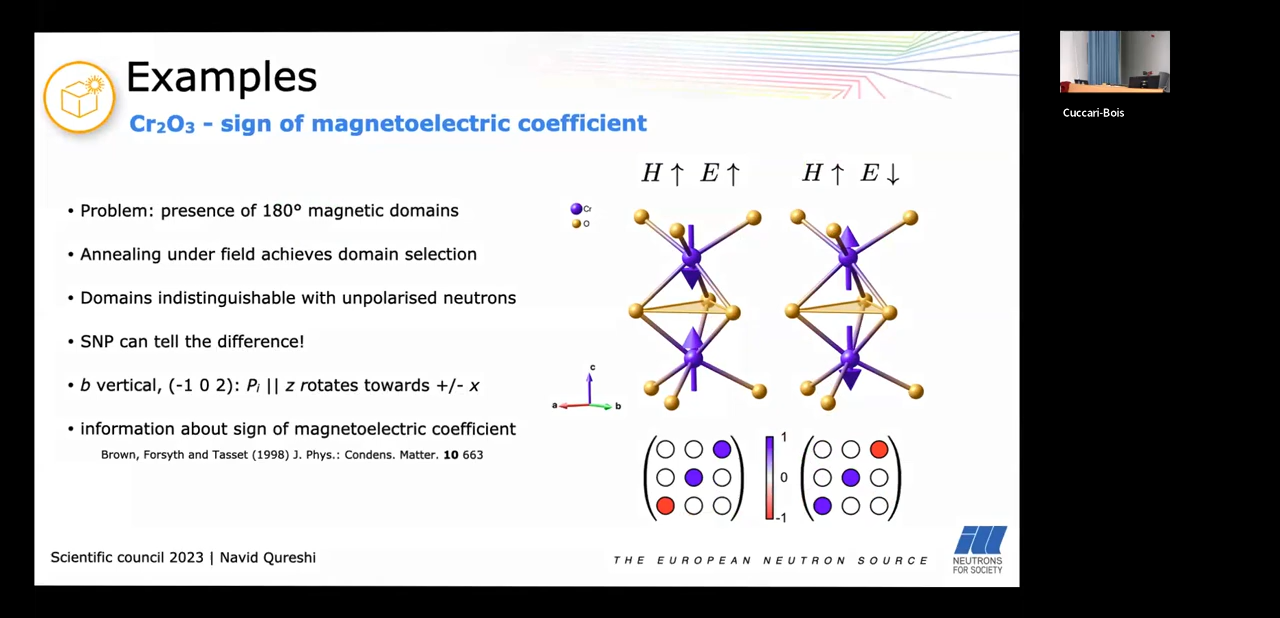 Examples
Cr₂O₃ - sign of magnetoelectric coefficient
• Problem: presence of 180° magnetic domains
• Annealing under field achieves domain selection
• Domains indistinguishable with unpolarised neutrons
• SNP can tell the difference!
• b vertical, (-1 0 2): Pᵢ || z rotates towards +/- x
• information about sign of magnetoelectric coefficient
Brown, Forsyth and Tasset (1998) J. Phys.: Condens. Matter. 10 663
H ↑ E ↑
H ↑ E ↓
Cr
O
c
a
b
1
0
-1
Scientific council 2023 | Navid Qureshi
THE EUROPEAN NEUTRON SOURCE
ill
NEUTRONS
FOR SOCIETY
Cuccari-Bois